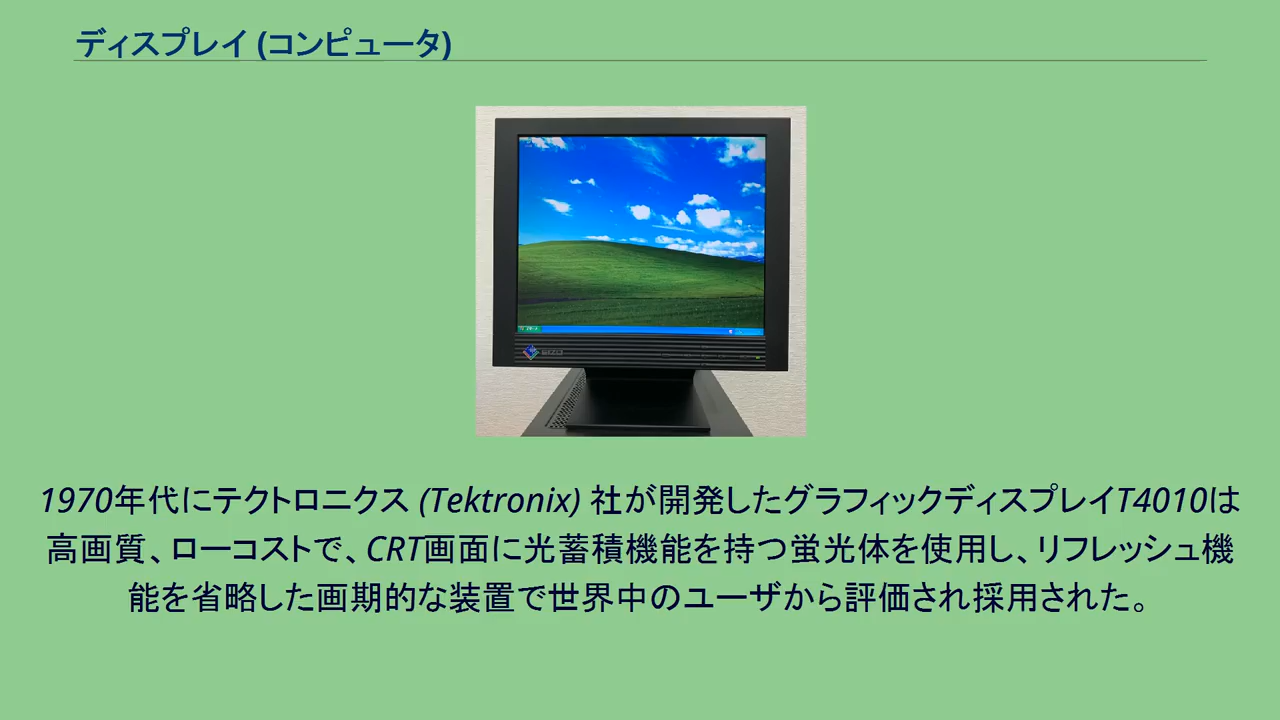 ディスプレイ (コンピュータ)
1970年代にテクトロニクス (Tektronix) 社が開発したグラフィックディスプレイT4010は
高画質、ローコストで、CRT画面に光蓄積機能を持つ蛍光体を使用し、リフレッシュ機
能を省略した画期的な装置で世界中のユーザから評価され採用された。